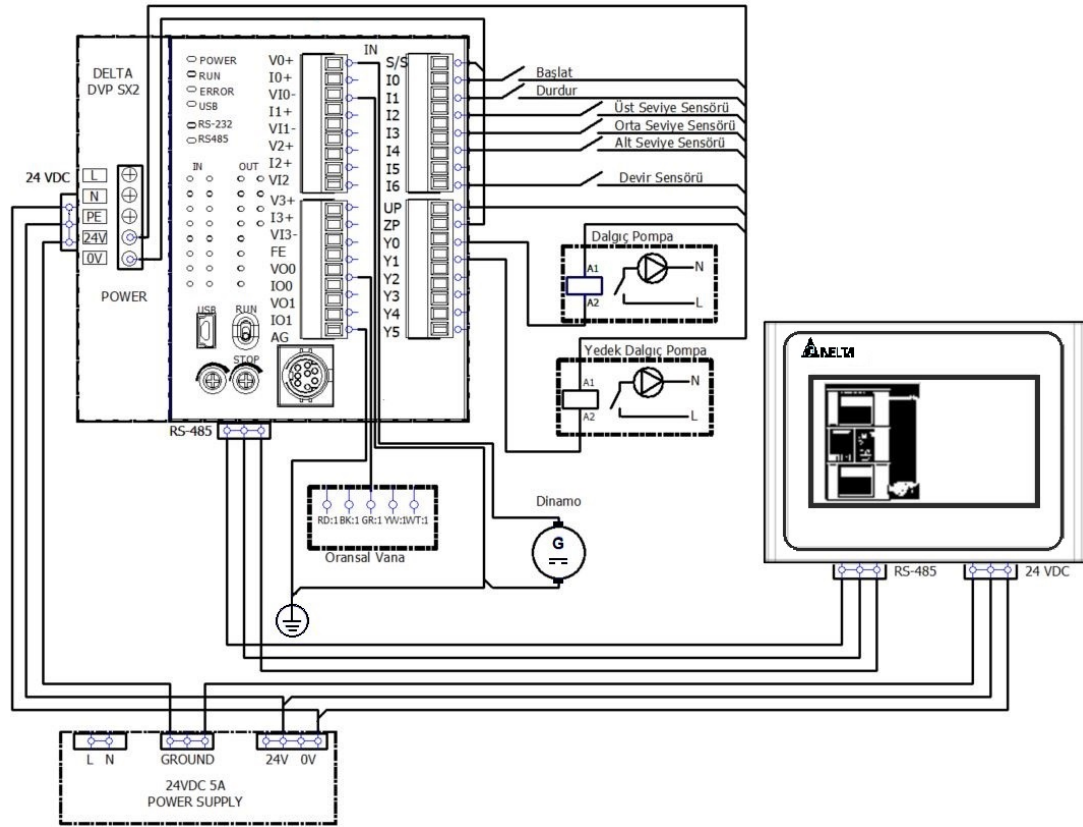 DELTA
DVP SX2
POWER
RUN
ERROR
USB
RS-232
RS485
IN
OUT
24 VDC
L
N
PE
24V
0V
POWER
USB
RUN
STOP
IN
V0+
I0+
VI0-
I1+
VI1-
V2+
I2+
VI2
V3+
I3+
VI3-
FE
VO0
IO0
VO1
IO1
AG
S/S
I0
I1
I2
I3
I4
I5
I6
UP
ZP
Y0
Y1
Y2
Y3
Y4
Y5
Başlat
Durdur
Üst Seviye Sensörü
Orta Seviye Sensörü
Alt Seviye Sensörü
Devir Sensörü
Dalgıç Pompa
A1
A2
N
L
Yedek Dalgıç Pompa
A1
A2
N
L
RS-485
RD:1 BK:1 GR:1 YW:1WT:1
Oransal Vana
Dinamo
G
DELTA
RS-485
24 VDC
L N
GROUND
24V 0V
24VDC 5A
POWER SUPPLY